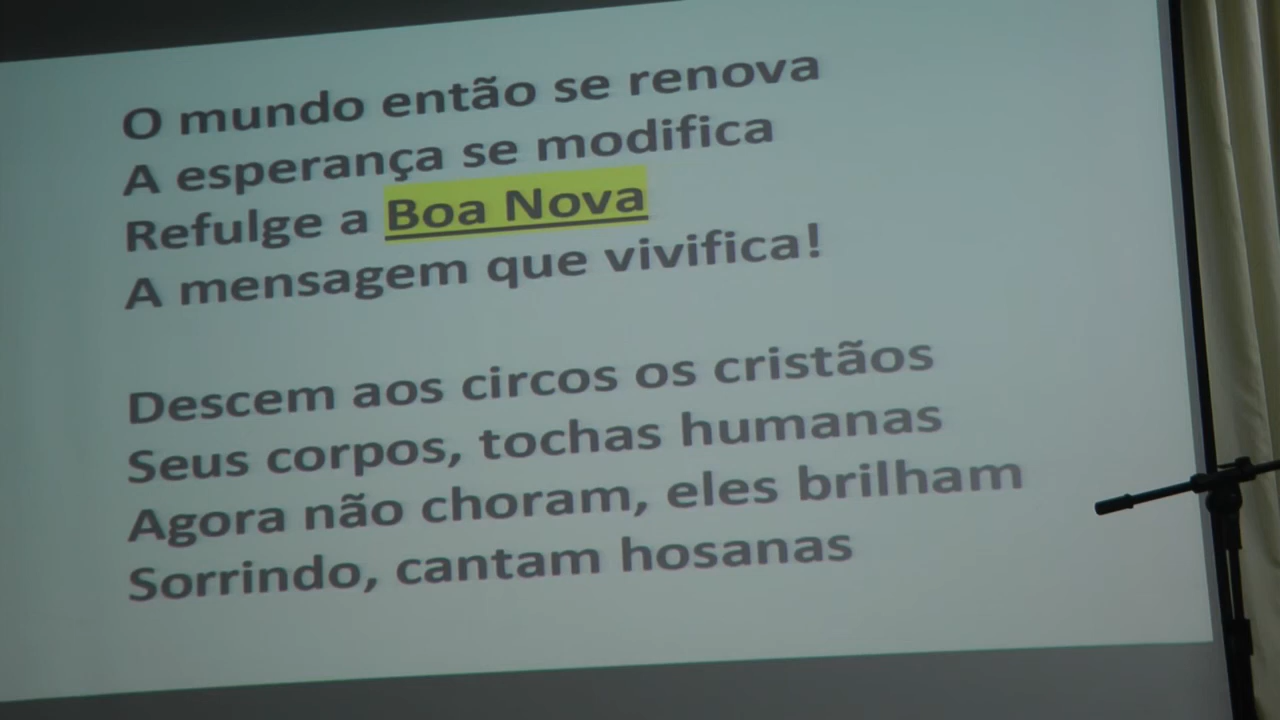 O mundo então se renova
A esperança se modifica
Refulge a Boa Nova
A mensagem que vivifica!
Descem aos circos os cristãos
Seus corpos, tochas humanas
Agora não choram, eles brilham
Sorrindo, cantam hosanas